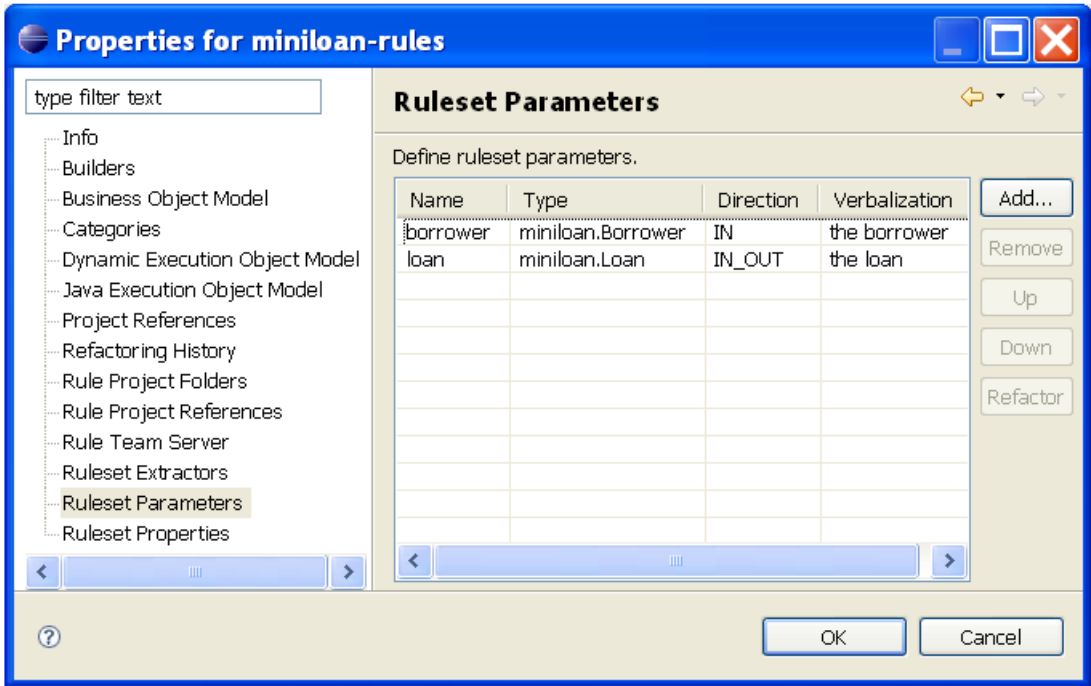 Properties for miniloan-rules
type filter text
Info
Builders
Business Object Model
Categories
Dynamic Execution Object Model
Java Execution Object Model
Project References
Refactoring History
Rule Project Folders
Rule Project References
Rule Team Server
Ruleset Extractors
Ruleset Parameters
Ruleset Properties
Ruleset Parameters
Define ruleset parameters.
Name Type Direction Verbalization
borrower miniloan.Borrower IN the borrower
loan miniloan.Loan IN_OUT the loan
Add...
Remove
Up
Down
Refactor
?
OK Cancel